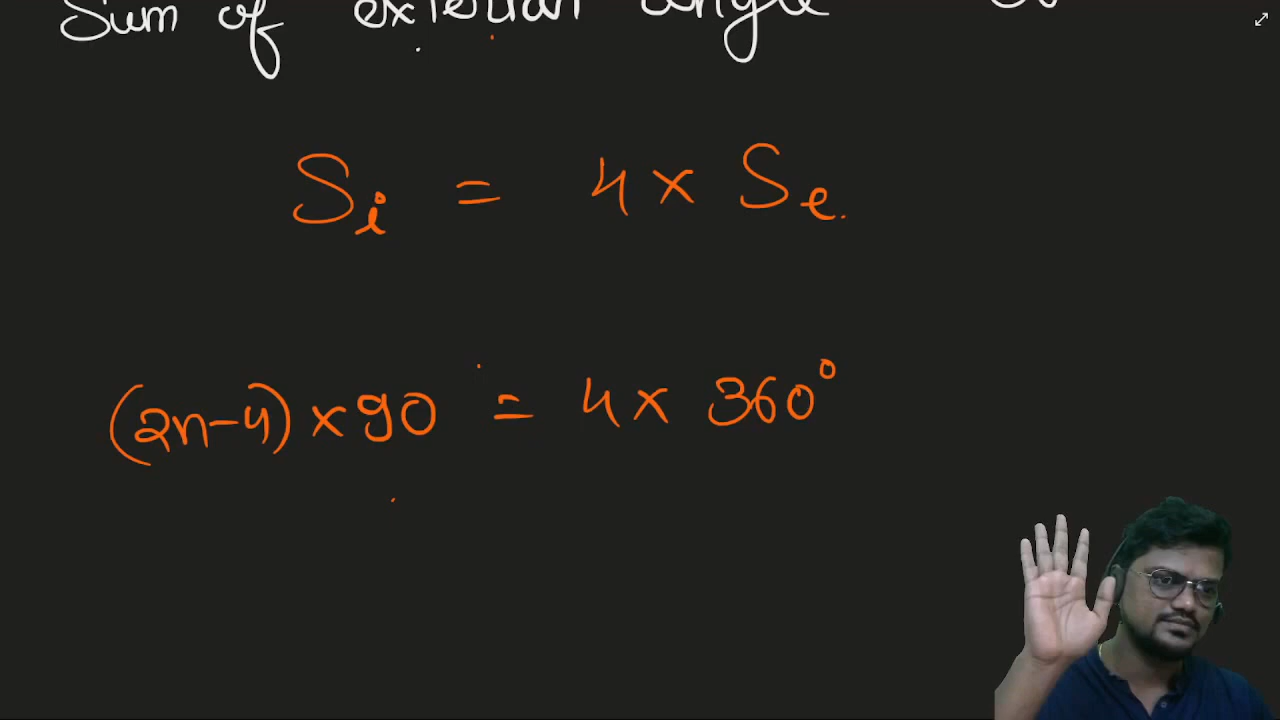 Sum of exterior angle
Si = 4 x Se.
(2n-4) x 90 = 4 x 360°